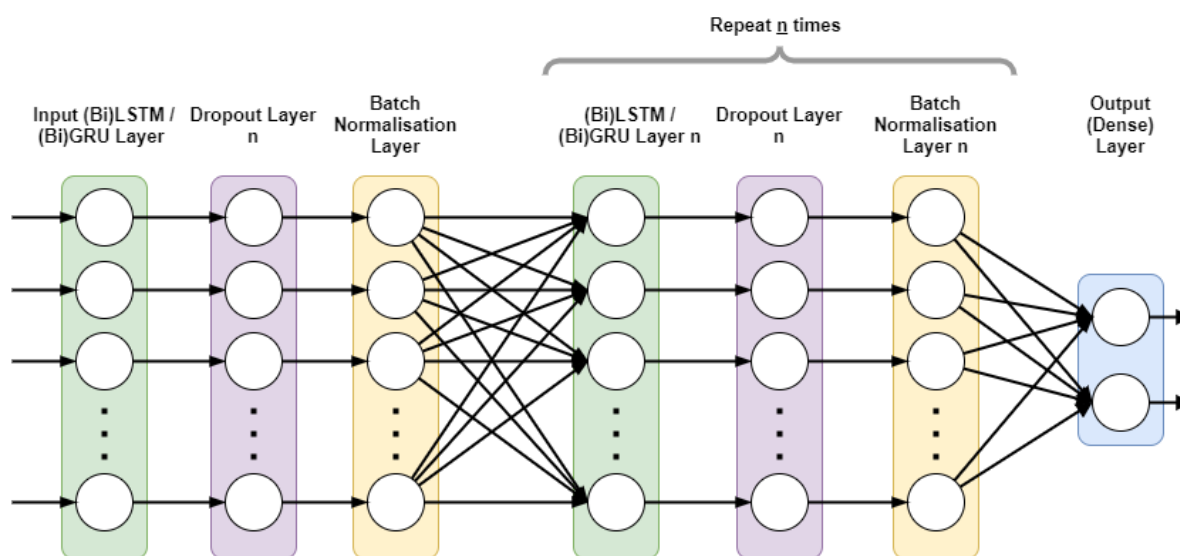 Repeat n times
Input (Bi)LSTM /
(Bi)GRU Layer
Dropout Layer
n
Batch
Normalisation
Layer
(Bi)LSTM /
(Bi)GRU Layer n
Dropout Layer
n
Batch
Normalisation
Layer n
Output
(Dense)
Layer